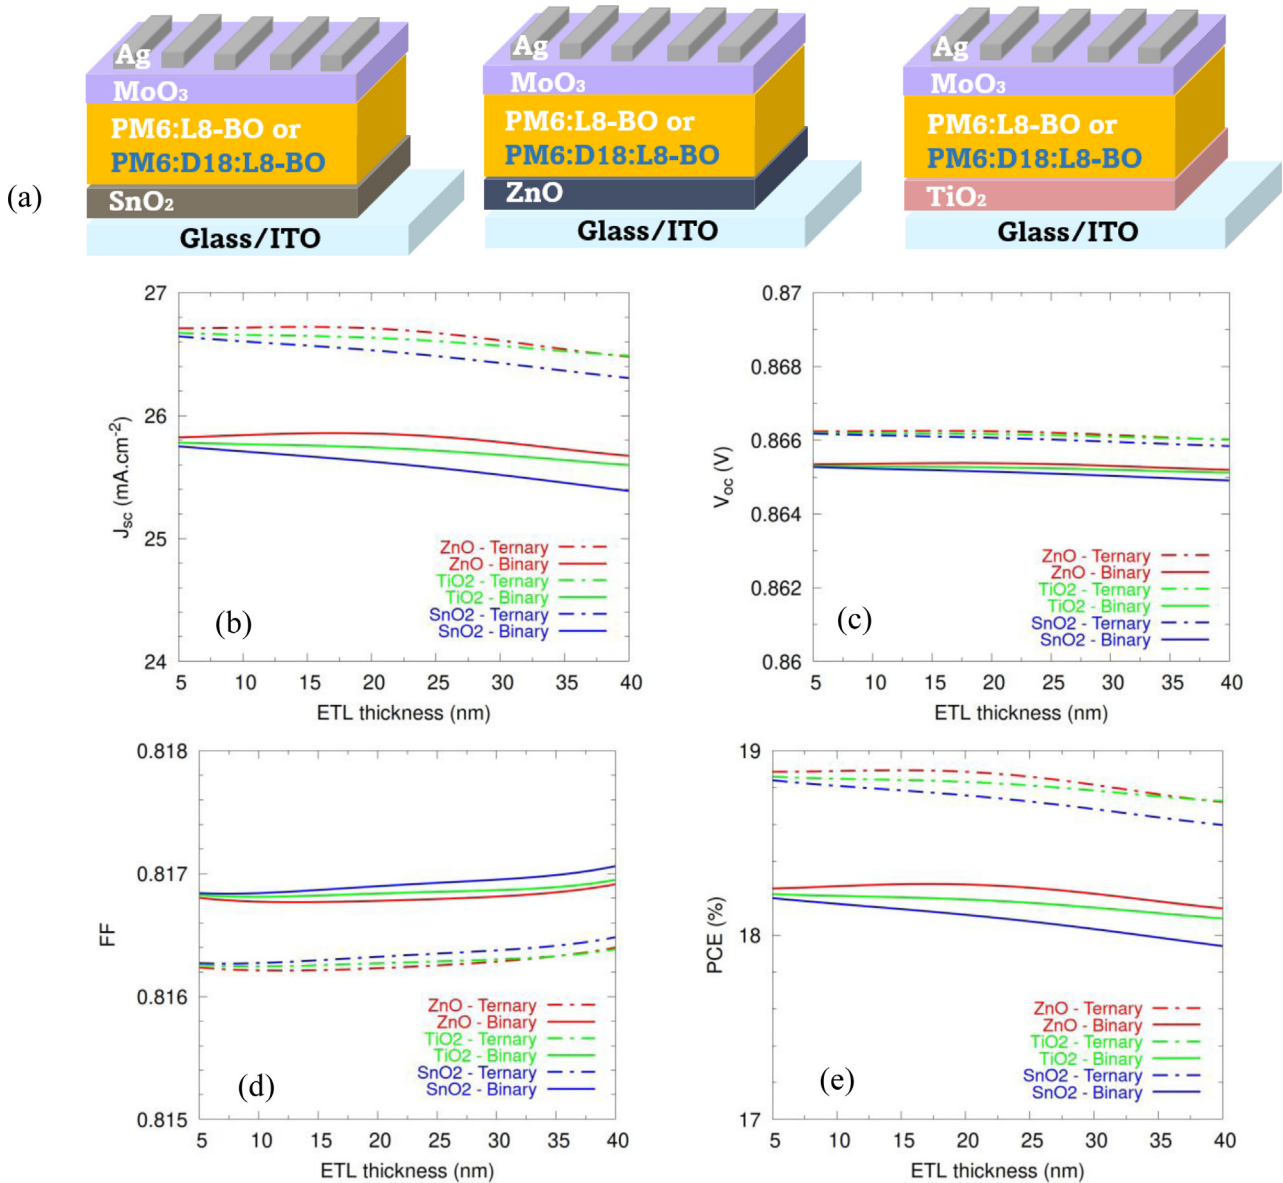 (a)
Ag
MoO3
PM6:L8-BO or
PM6:D18:L8-BO
SnO2
Glass/ITO
Ag
MoO3
PM6:L8-BO or
PM6:D18:L8-BO
ZnO
Glass/ITO
Ag
MoO3
PM6:L8-BO or
PM6:D18:L8-BO
TiO2
Glass/ITO
27
26
25
24
Jsc (mA.cm-2)
ZnO - Ternary
ZnO - Binary
TiO2 - Ternary
TiO2 - Binary
SnO2 - Ternary
SnO2 - Binary
(b)
5 10 15 20 25 30 35 40
ETL thickness (nm)
0.87
0.868
0.866
0.864
0.862
0.86
Voc (V)
ZnO - Ternary
ZnO - Binary
TiO2 - Ternary
TiO2 - Binary
SnO2 - Ternary
SnO2 - Binary
(c)
5 10 15 20 25 30 35 40
ETL thickness (nm)
0.818
0.817
0.816
0.815
FF
ZnO - Ternary
ZnO - Binary
TiO2 - Ternary
TiO2 - Binary
SnO2 - Ternary
SnO2 - Binary
(d)
5 10 15 20 25 30 35 40
ETL thickness (nm)
19
18
17
PCE (%)
ZnO - Ternary
ZnO - Binary
TiO2 - Ternary
TiO2 - Binary
SnO2 - Ternary
SnO2 - Binary
(e)
5 10 15 20 25 30 35 40
ETL thickness (nm)